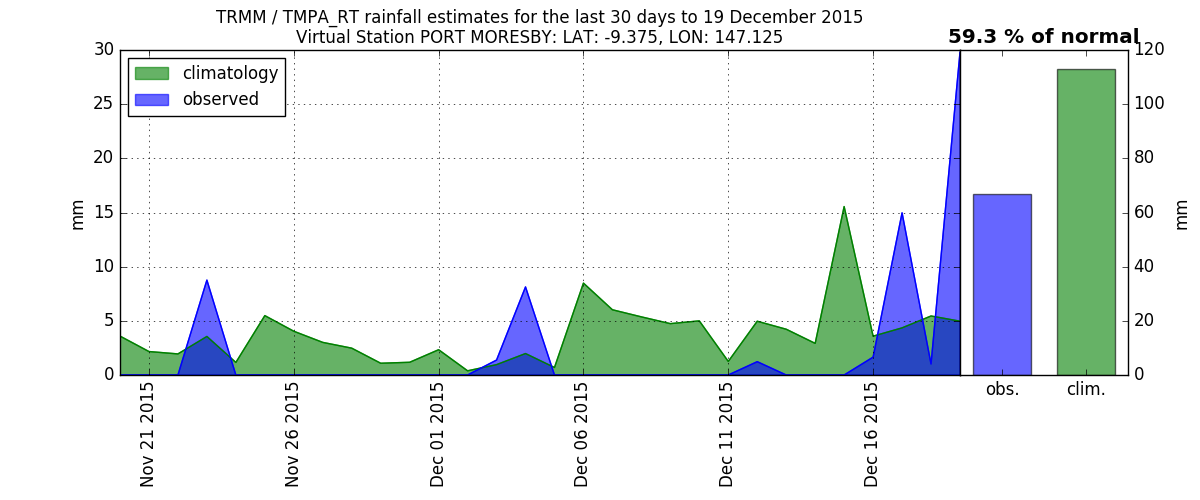 TRMM / TMPA_RT rainfall estimates for the last 30 days to 19 December 2015
Virtual Station PORT MORESBY: LAT: -9.375, LON: 147.125
59.3 % of normal
climatology
observed
30
25
20
15
10
5
0
mm
Nov 21 2015
Nov 26 2015
Dec 01 2015
Dec 06 2015
Dec 11 2015
Dec 16 2015
obs.
clim.
120
100
80
60
40
20
0
mm